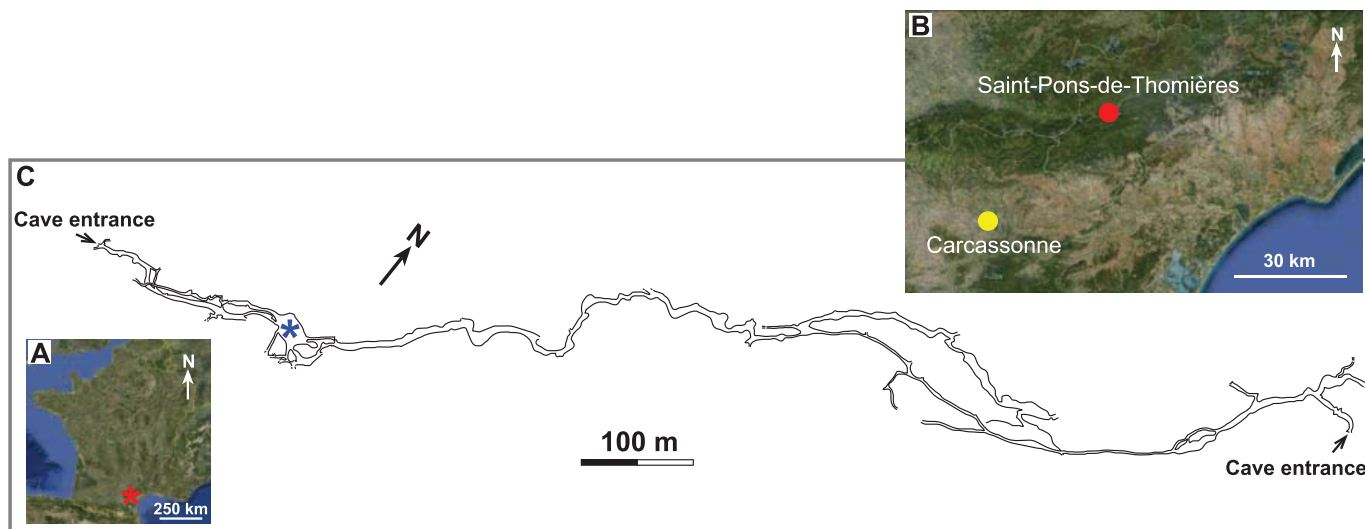 B
N
Saint-Pons-de-Thomières
Carcassonne
30 km
C
Cave entrance
N
A
N
250 km
100 m
Cave entrance